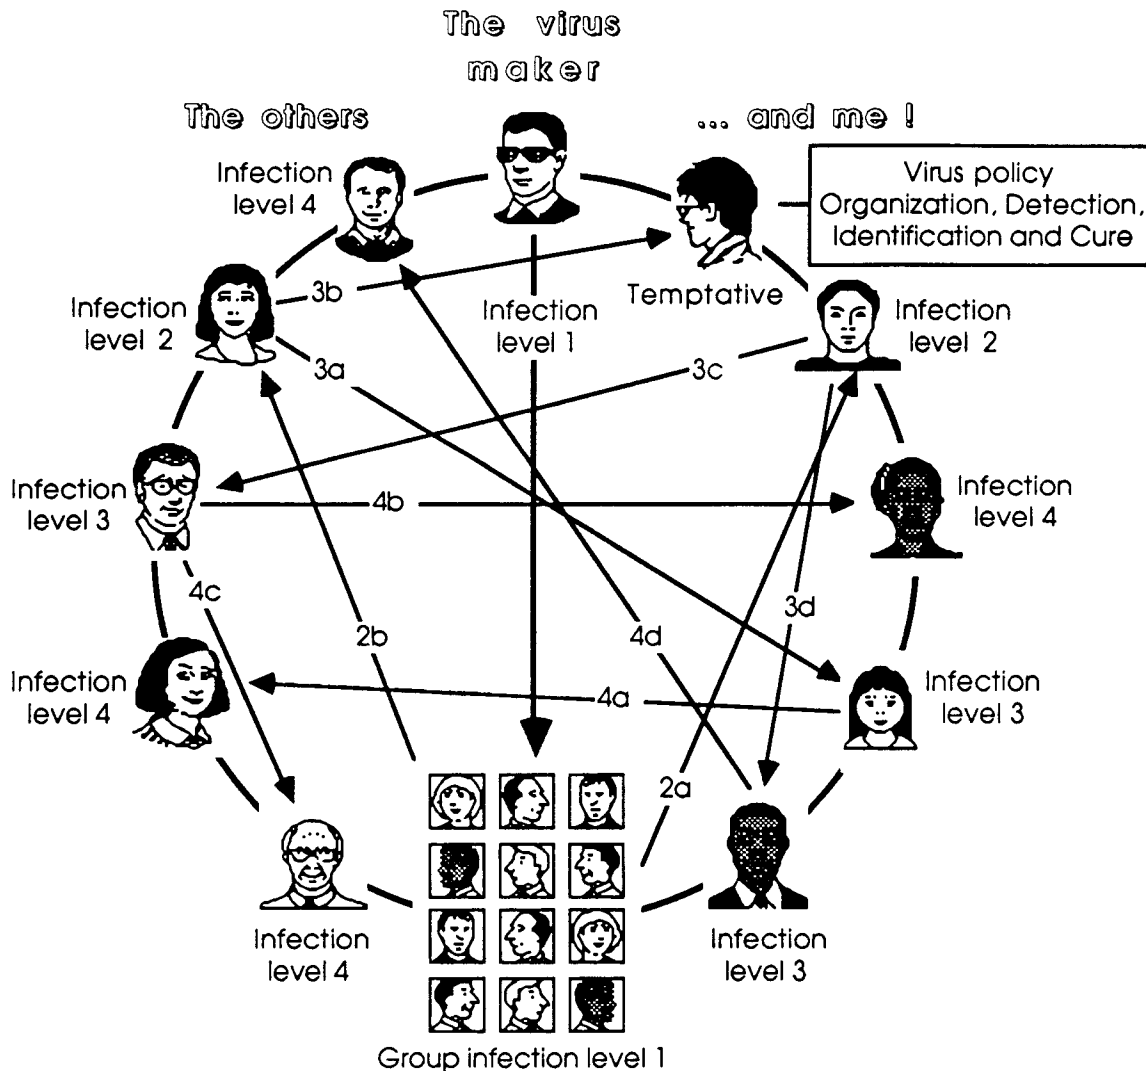 The virus
maker
The others
... and me !
Infection
level 4
Virus policy
Organization, Detection,
Identification and Cure
Temptative
Infection
level 2
3b
Infection
level 1
Infection
level 2
3a
3c
Infection
level 3
4b
Infection
level 4
4c
2b
4d
3d
Infection
level 4
4a
Infection
level 3
2a
Infection
level 4
Infection
level 3
Group infection level 1